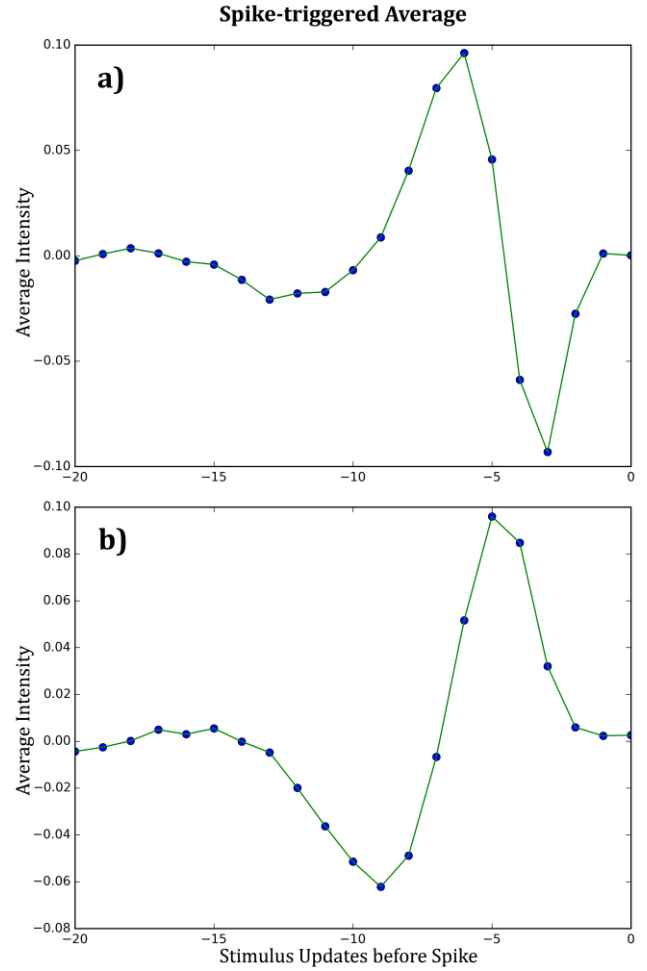 Spike-triggered Average
a)
Average Intensity
0.10
0.05
0.00
−0.05
−0.10
−20 −15 −10 −5 0
b)
Average Intensity
0.10
0.08
0.06
0.04
0.02
0.00
−0.02
−0.04
−0.06
−0.08
−20 −15 −10 −5 0
Stimulus Updates before Spike